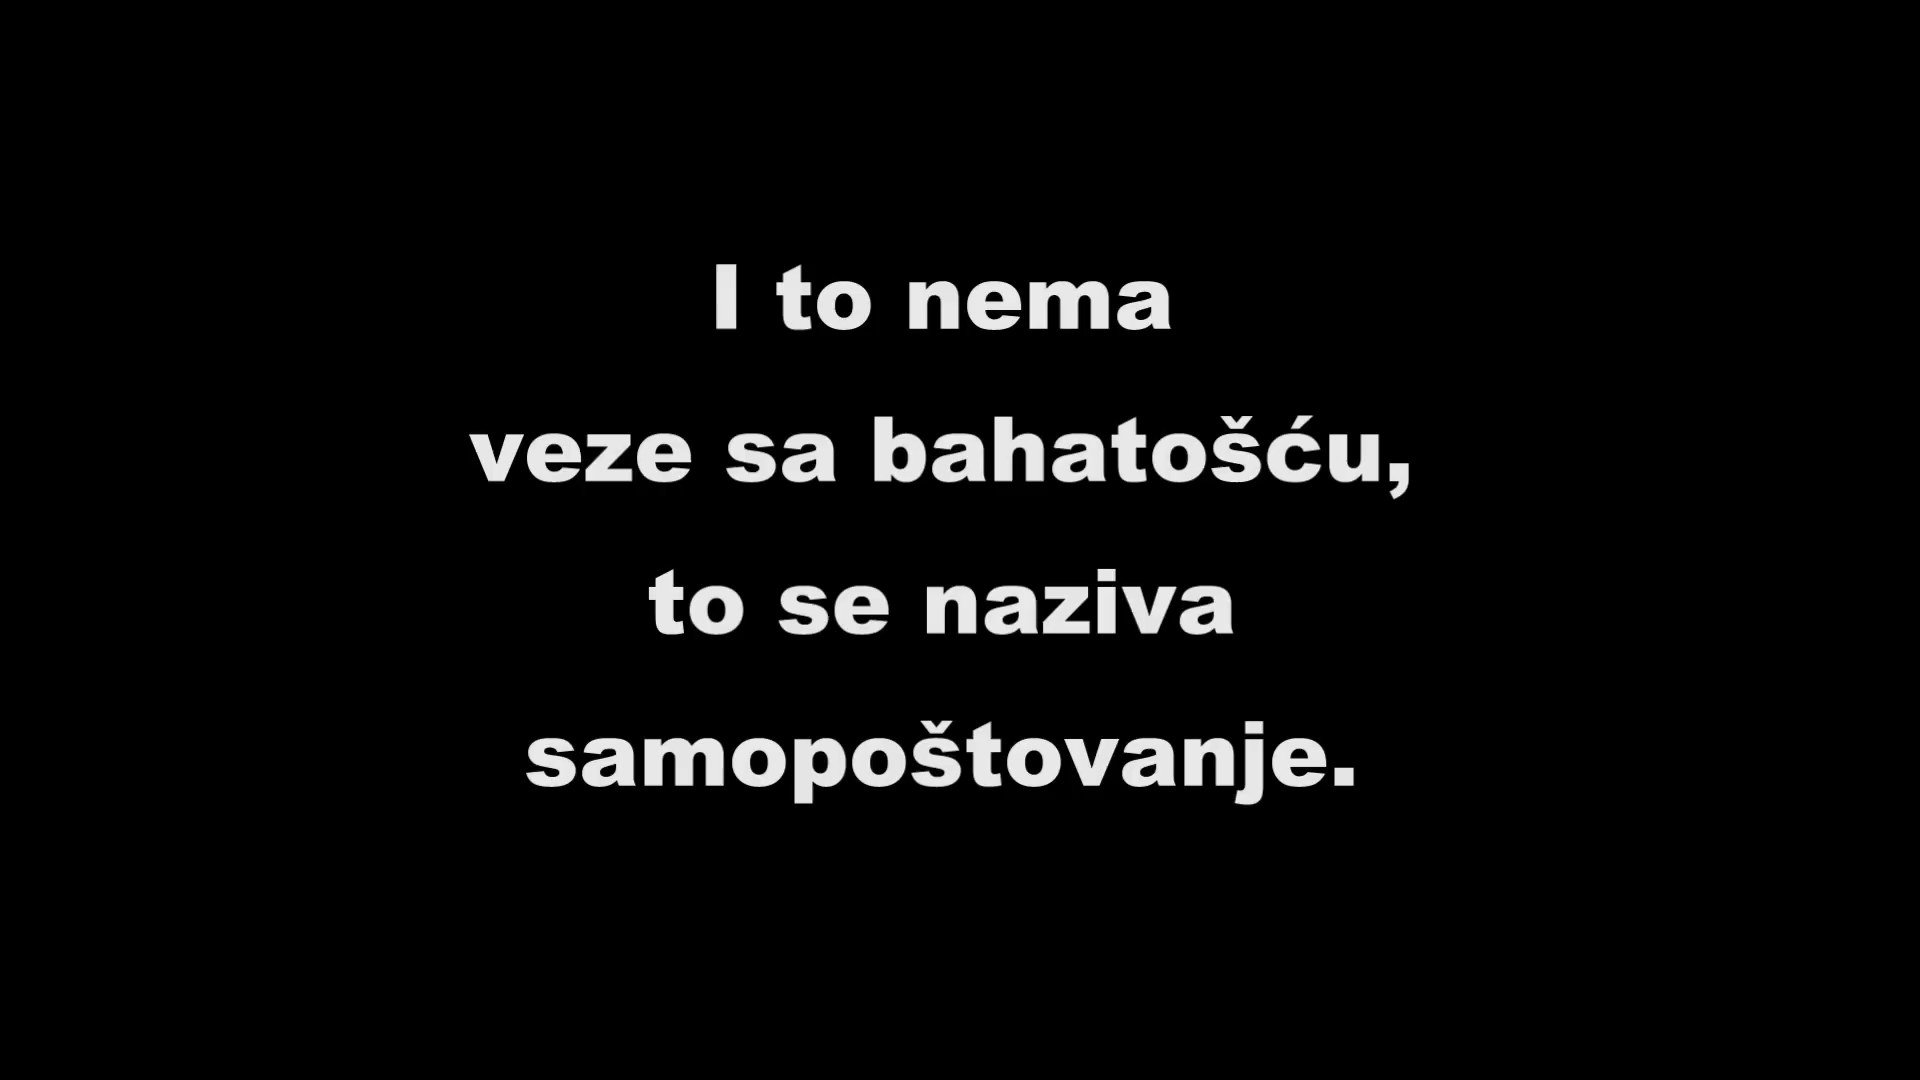 I to nema
veze sa bahatošću,
to se naziva
samopoštovanje.